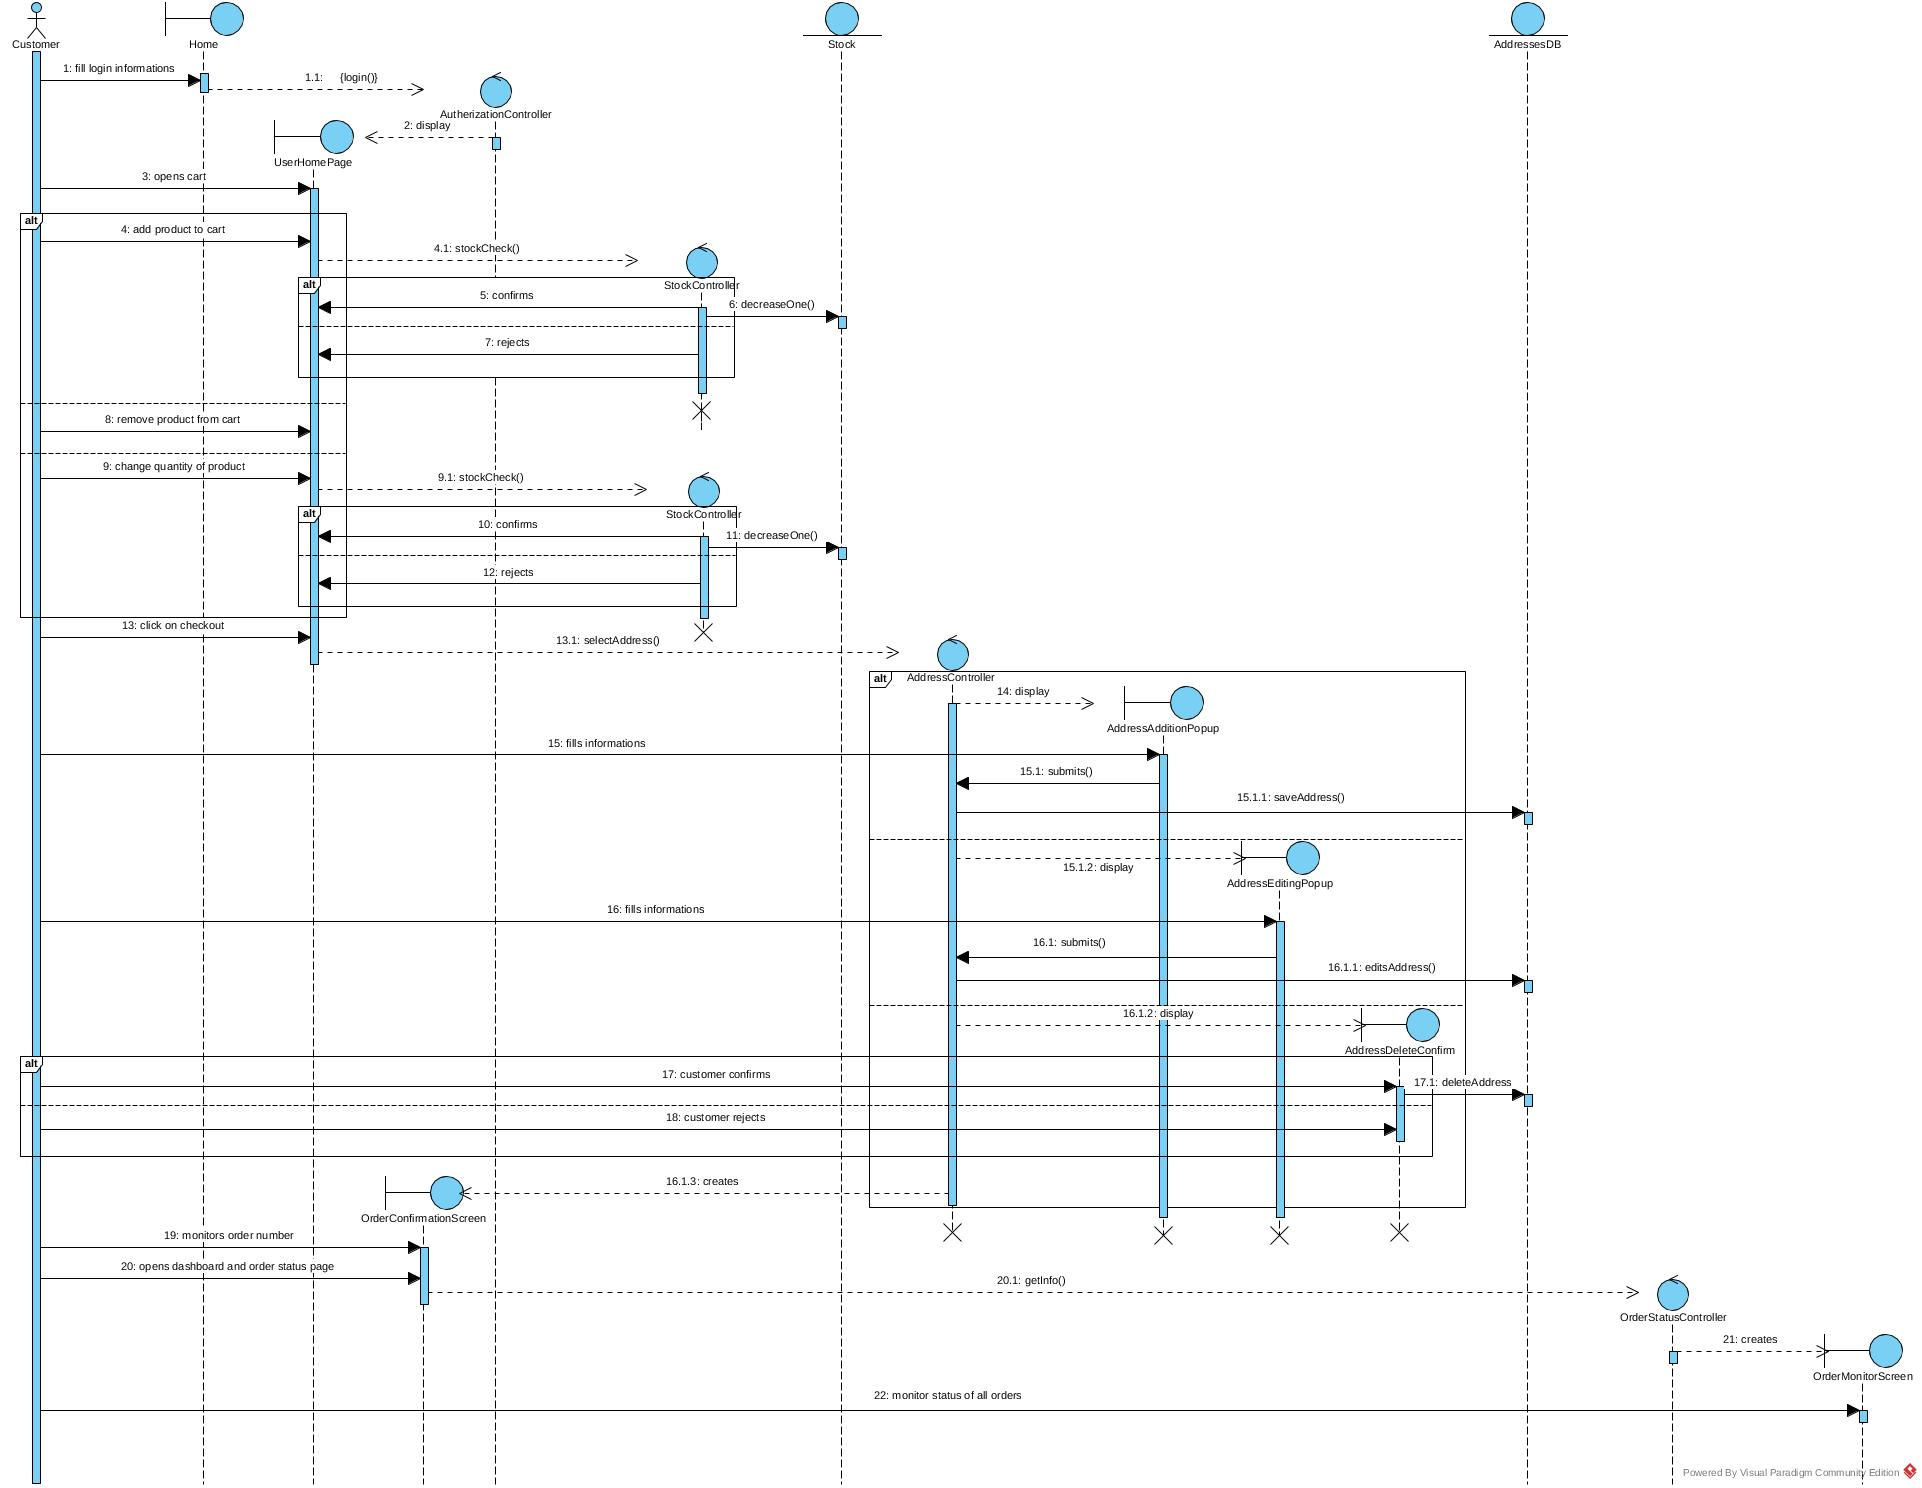 Customer
Home
Stock
AddressesDB
1: fill login informations
1.1: {login()}
AutherizationController
2: display
UserHomePage
3: opens cart
alt
4: add product to cart
4.1: stockCheck()
alt
StockController
5: confirms
6: decreaseOne()
7: rejects
8: remove product from cart
9: change quantity of product
9.1: stockCheck()
alt
StockController
10: confirms
11: decreaseOne()
12: rejects
13: click on checkout
13.1: selectAddress()
alt
AddressController
14: display
AddressAdditionPopup
15: fills informations
15.1: submits()
15.1.1: saveAddress()
15.1.2: display
AddressEditingPopup
16: fills informations
16.1: submits()
16.1.1: editsAddress()
16.1.2: display
AddressDeleteConfirm
alt
17: customer confirms
17.1: deleteAddress
18: customer rejects
16.1.3: creates
OrderConfirmationScreen
19: monitors order number
20: opens dashboard and order status page
20.1: getInfo()
OrderStatusController
21: creates
OrderMonitorScreen
22: monitor status of all orders
Powered By Visual Paradigm Community Edition